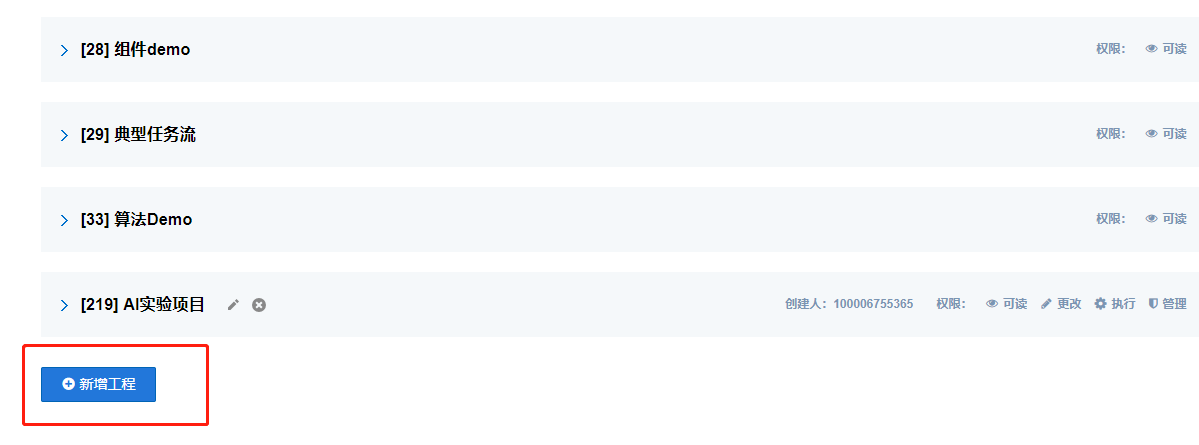 [28] 组件demo 权限： 可读
[29] 典型任务流 权限： 可读
[33] 算法Demo 权限： 可读
[219] AI实验项目 创建人：100006755365 权限： 可读 更改 执行 管理
新增工程